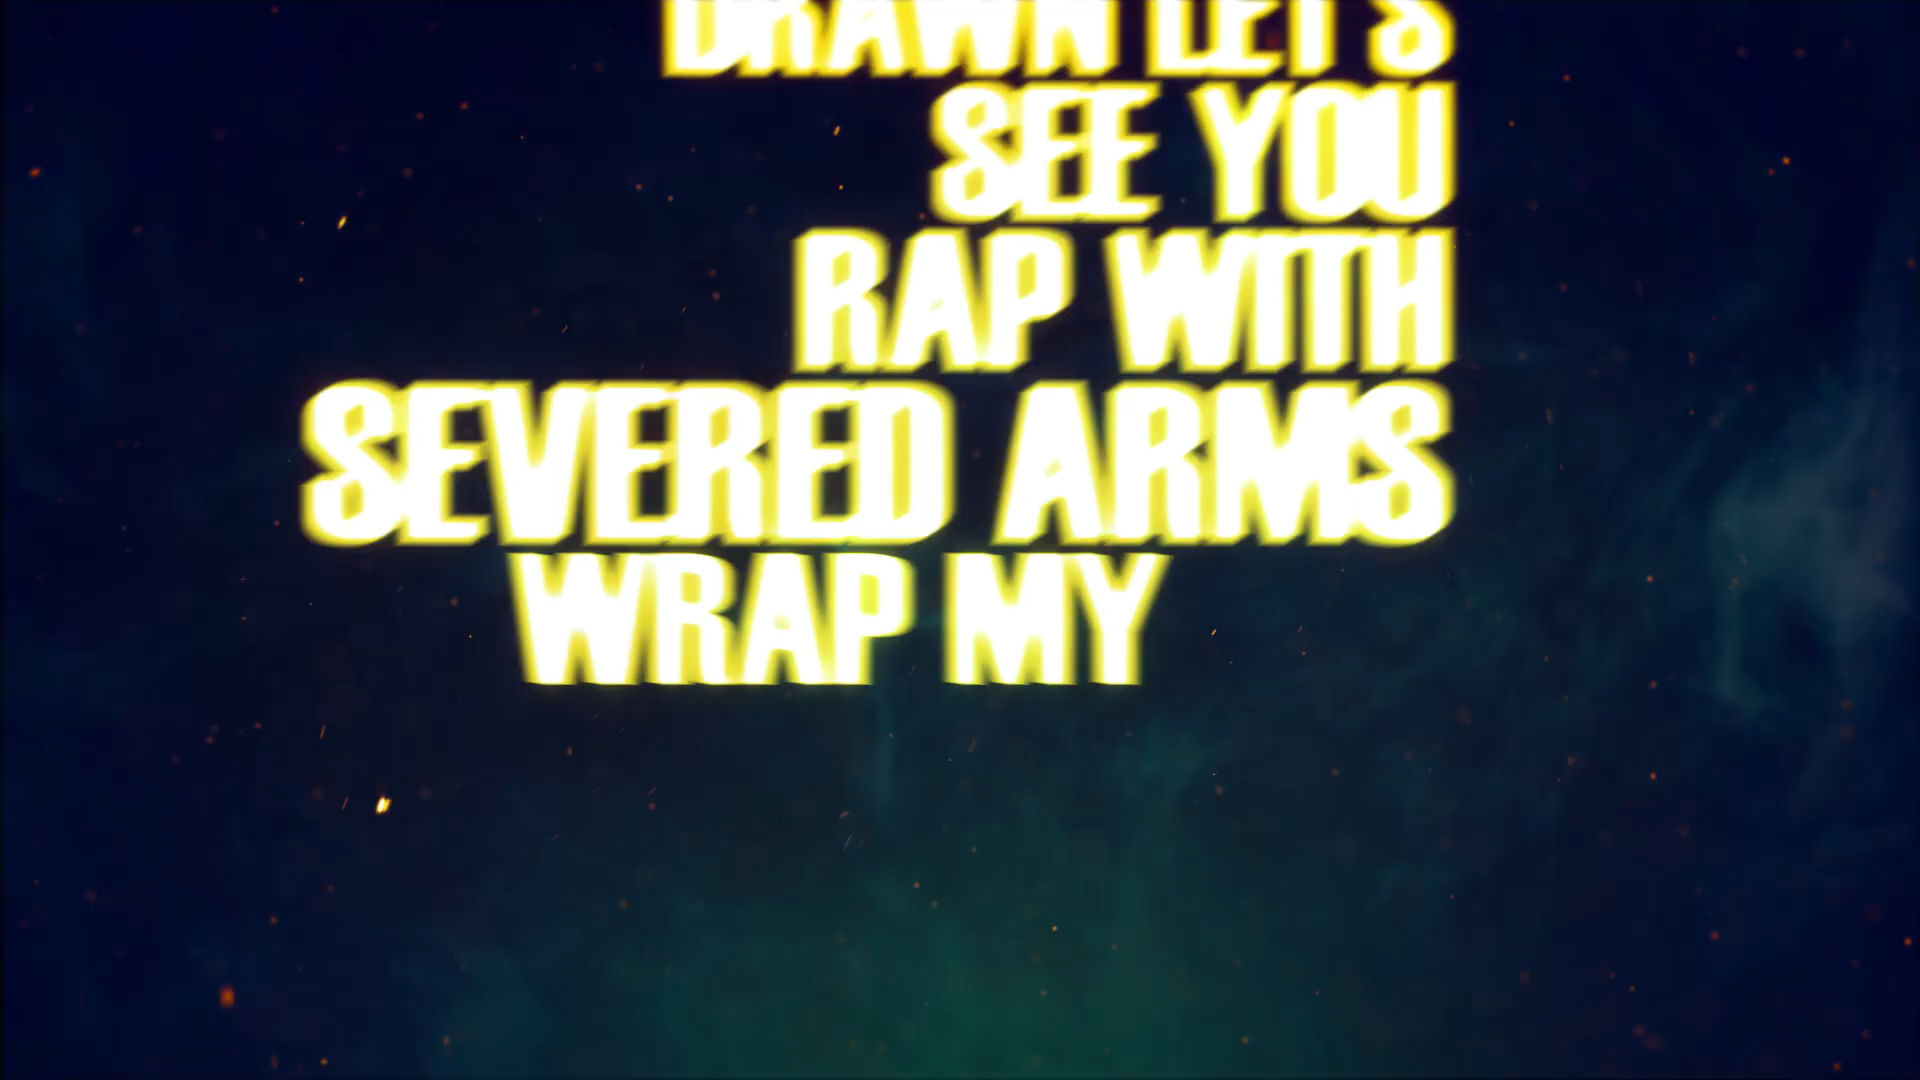 DRAWN LET'S
SEE YOU
RAP WITH
SEVERED ARMS
WRAP MY